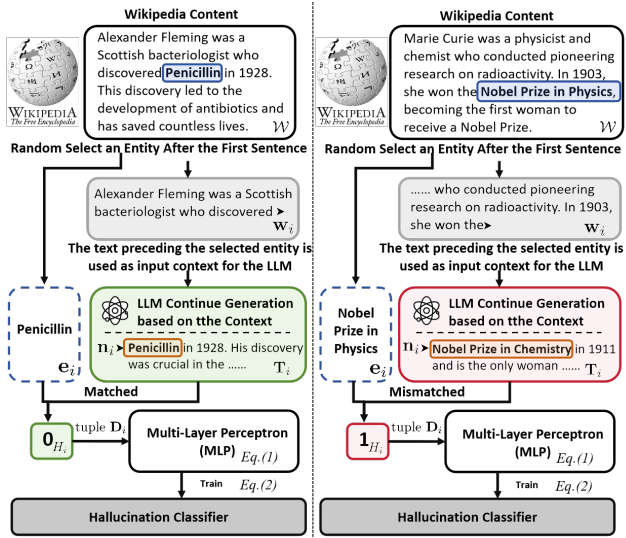 Wikipedia Content
WIKIPEDIA
The Free Encyclopedia
Alexander Fleming was a
Scottish bacteriologist who
discovered Penicillin in 1928.
This discovery led to the
development of antibiotics and
has saved countless lives. 𝒲
Random Select an Entity After the First Sentence
Alexander Fleming was a Scottish
bacteriologist who discovered ➤
w_i
The text preceding the selected entity is
used as input context for the LLM
Penicillin
e_i
LLM Continue Generation
based on tthe Context
n_i ➤ Penicillin in 1928. His discovery
was crucial in the ...... T_i
Matched
0_{H_i}
tuple D_i
Multi-Layer Perceptron
(MLP) Eq.(1)
Train Eq.(2)
Hallucination Classifier
Wikipedia Content
WIKIPEDIA
The Free Encyclopedia
Marie Curie was a physicist and
chemist who conducted pioneering
research on radioactivity. In 1903,
she won the Nobel Prize in Physics,
becoming the first woman to
receive a Nobel Prize. 𝒲
Random Select an Entity After the First Sentence
...... who conducted pioneering
research on radioactivity. In 1903,
she won the➤ w_i
The text preceding the selected entity is
used as input context for the LLM
Nobel
Prize in
Physics
e_i
LLM Continue Generation
based on tthe Context
n_i ➤ Nobel Prize in Chemistry in 1911
and is the only woman ...... T_i
Mismatched
1_{H_i}
tuple D_i
Multi-Layer Perceptron
(MLP) Eq.(1)
Train Eq.(2)
Hallucination Classifier